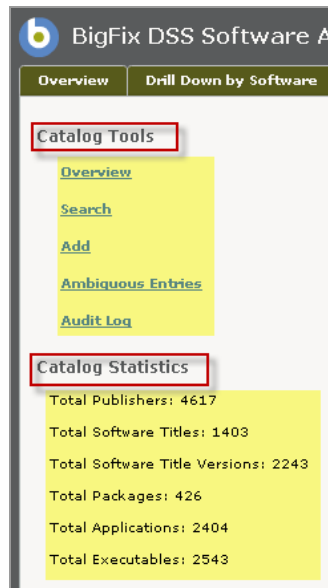 BigFix DSS Software A
Overview Drill Down by Software
Catalog Tools
Overview
Search
Add
Ambiguous Entries
Audit Log
Catalog Statistics
Total Publishers: 4617
Total Software Titles: 1403
Total Software Title Versions: 2243
Total Packages: 426
Total Applications: 2404
Total Executables: 2543